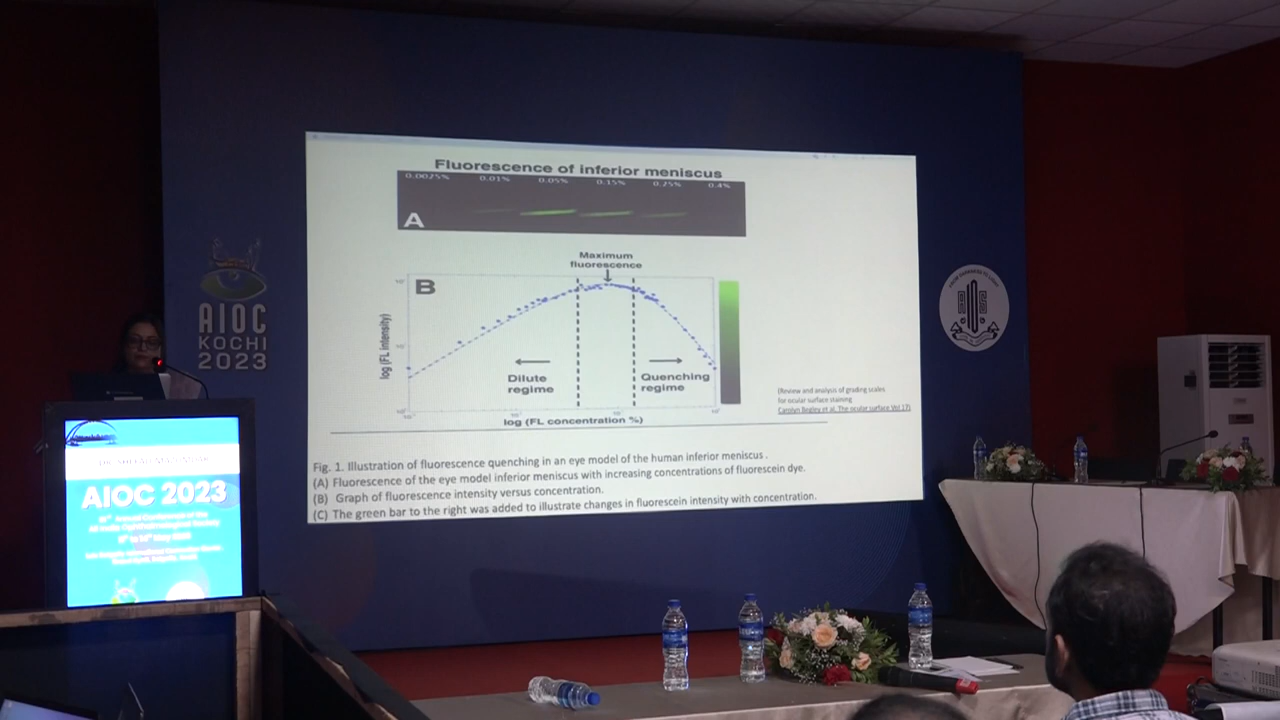 Fluorescence of inferior meniscus
0.0025% 0.01% 0.05% 0.15% 0.25% 0.4%
A
Maximum
fluorescence
B
log (FL intensity)
Dilute
regime
Quenching
regime
log (FL concentration %)
(Review and analysis of grading scales
for ocular surface staining
Carolyn Begley et al. The ocular surface Vol 17)
Fig. 1. Illustration of fluorescence quenching in an eye model of the human inferior meniscus .
(A) Fluorescence of the eye model inferior meniscus with increasing concentrations of fluorescein dye.
(B) Graph of fluorescence intensity versus concentration.
(C) The green bar to the right was added to illustrate changes in fluorescein intensity with concentration.
AIOC
KOCHI
2023
AIOC 2023